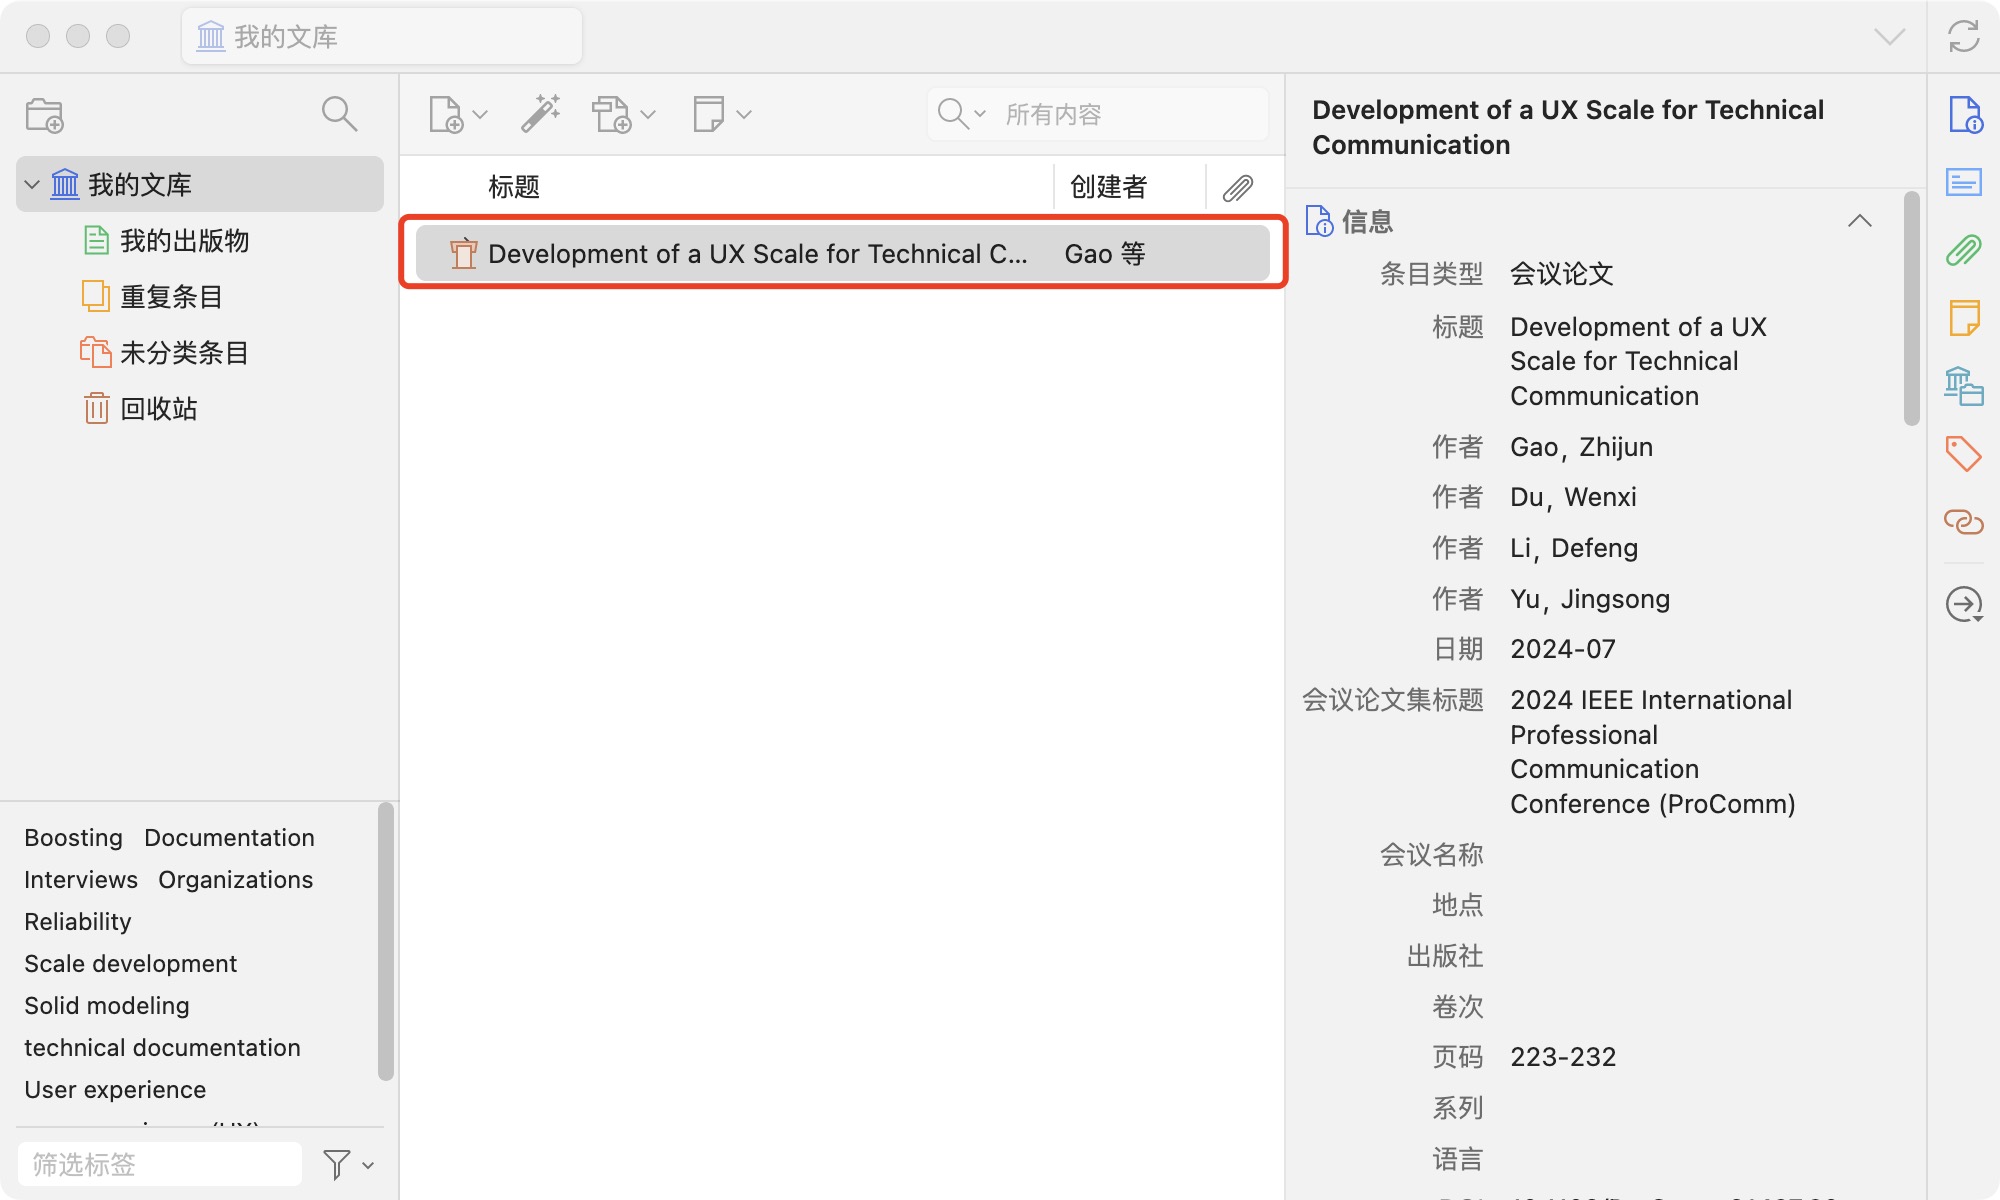 我的文库
所有内容
我的文库
我的出版物
重复条目
未分类条目
回收站
Boosting Documentation
Interviews Organizations
Reliability
Scale development
Solid modeling
technical documentation
User experience
筛选标签
标题 创建者
Development of a UX Scale for Technical C... Gao 等
Development of a UX Scale for Technical
Communication
信息
条目类型 会议论文
标题 Development of a UX
Scale for Technical
Communication
作者 Gao, Zhijun
作者 Du, Wenxi
作者 Li, Defeng
作者 Yu, Jingsong
日期 2024-07
会议论文集标题 2024 IEEE International
Professional
Communication
Conference (ProComm)
会议名称
地点
出版社
卷次
页码 223-232
系列
语言